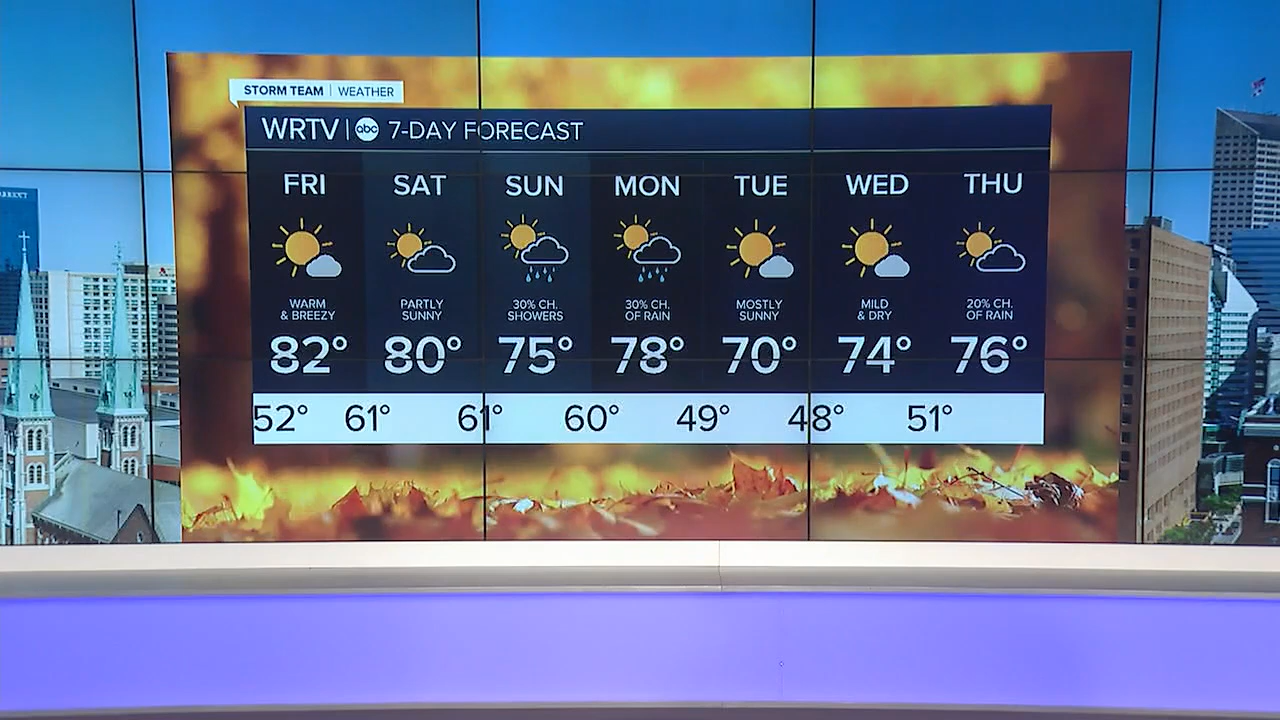 STORM TEAM | WEATHER
WRTV | abc 7-DAY FORECAST
FRI SAT SUN MON TUE WED THU
WARM & BREEZY
PARTLY SUNNY
30% CH. SHOWERS
30% CH. OF RAIN
MOSTLY SUNNY
MILD & DRY
20% CH. OF RAIN
82° 80° 75° 78° 70° 74° 76°
52° 61° 61° 60° 49° 48° 51°